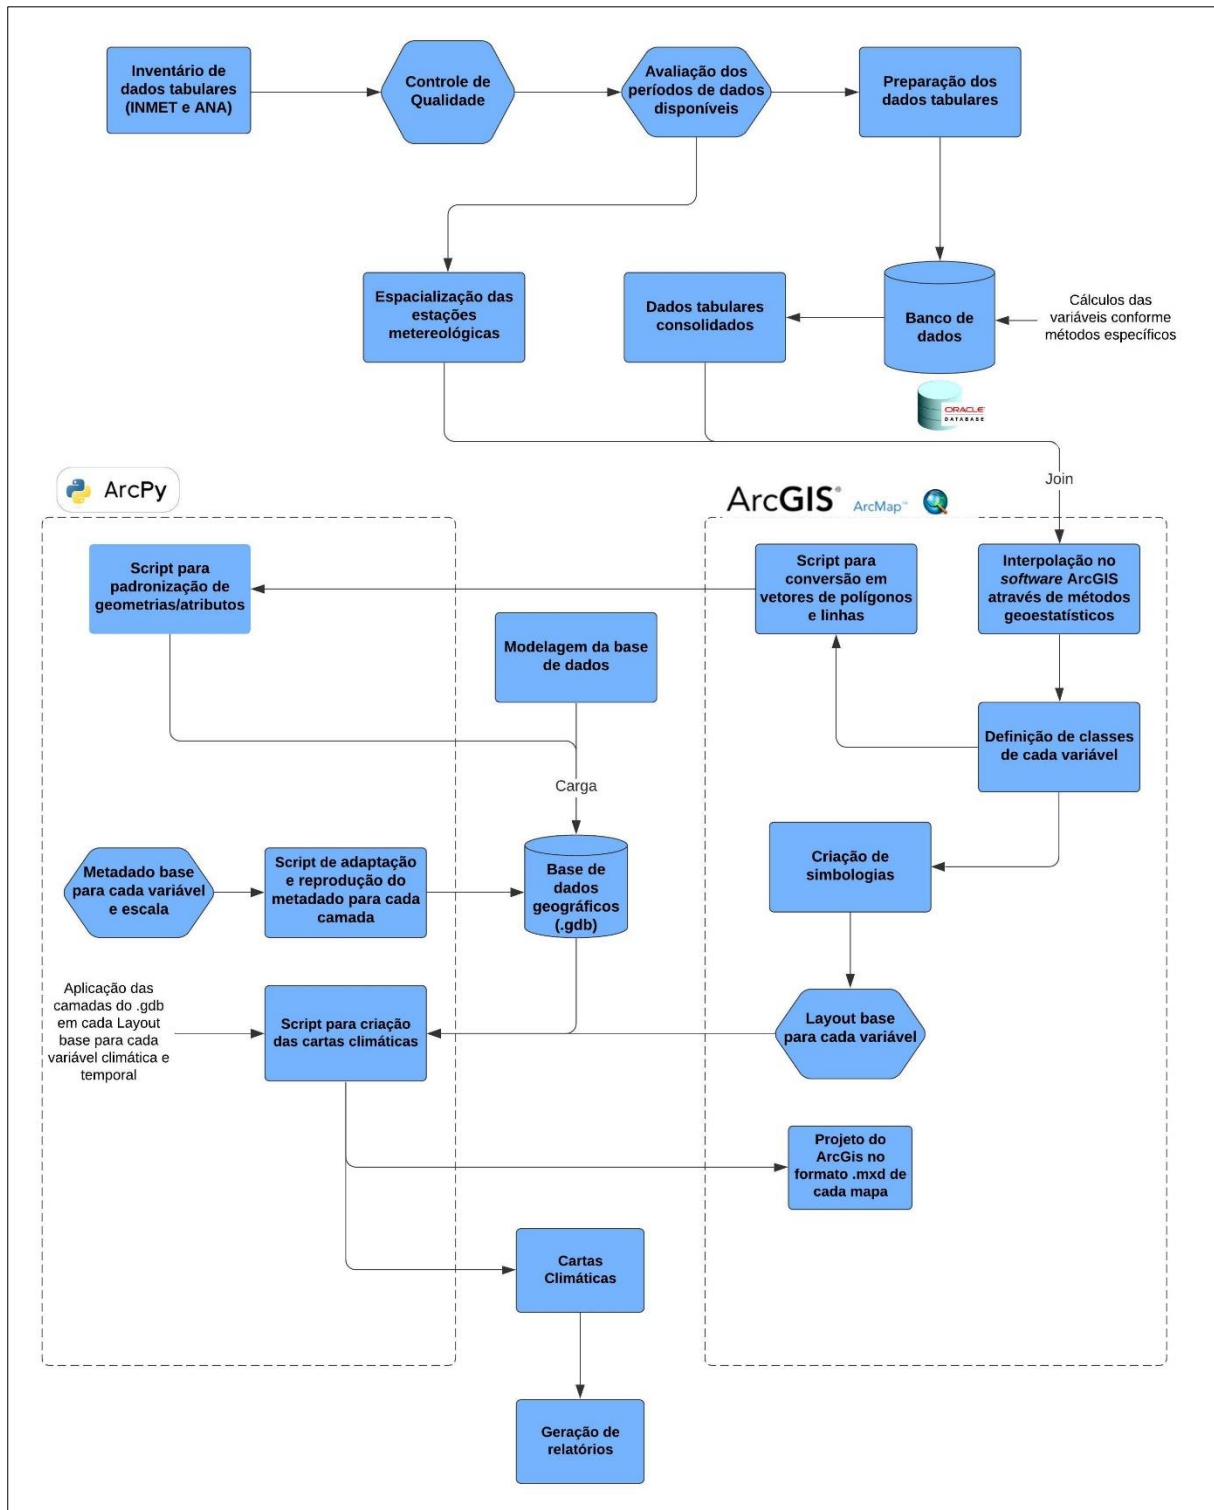 Inventário de
dados tabulares
(INMET e ANA)
Controle de
Qualidade
Avaliação dos
períodos de dados
disponíveis
Preparação dos
dados tabulares
Espacialização das
estações
metereológicas
Dados tabulares
consolidados
Banco de
dados
Cálculos das
variáveis conforme
métodos específicos
ORACLE
DATABASE
Join
ArcPy
ArcGIS®
ArcMap™
Script para
padronização de
geometrias/atributos
Script para
conversão em
vetores de polígonos
e linhas
Interpolação no
software ArcGIS
através de métodos
geoestatísticos
Modelagem da base
de dados
Definição de classes
de cada variável
Carga
Metadado base
para cada variável
e escala
Script de adaptação
e reprodução do
metadado para cada
camada
Base de
dados
geográficos
(.gdb)
Criação de
simbologias
Aplicação das
camadas do .gdb
em cada Layout
base para cada
variável climática e
temporal
Script para criação
das cartas climáticas
Layout base
para cada variável
Projeto do
ArcGis no
formato .mxd de
cada mapa
Cartas
Climáticas
Geração de
relatórios